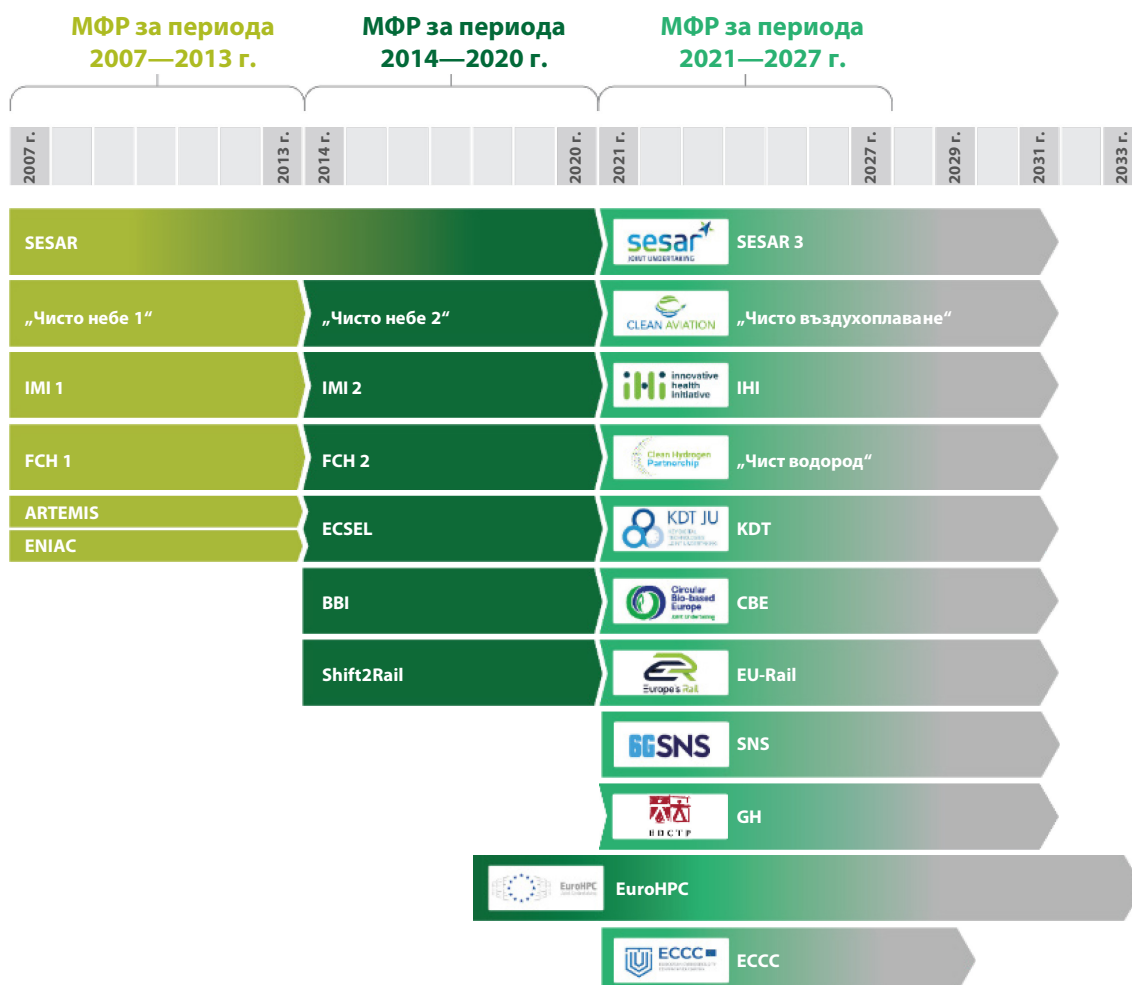 МФР за периода
2007—2013 г.
МФР за периода
2014—2020 г.
МФР за периода
2021—2027 г.
2007 г.
2013 г.
2014 г.
2020 г.
2021 г.
2027 г.
2029 г.
2031 г.
2033 г.
SESAR
sesar
JOINT UNDERTAKING
SESAR 3
„Чисто небе 1“
„Чисто небе 2“
CLEAN AVIATION
„Чисто въздухоплаване“
IMI 1
IMI 2
iHi innovative
health
initiative
IHI
FCH 1
FCH 2
Clean Hydrogen
Partnership
„Чист водород“
ARTEMIS
ENIAC
ECSEL
KDT JU
KDT
BBI
Circular
Bio-based
Europe
Joint Undertaking
CBE
Shift2Rail
ER
Europe's Rail
EU-Rail
6GSNS
SNS
EDCTP
GH
EuroHPC
EuroHPC
ECCC
ECCC